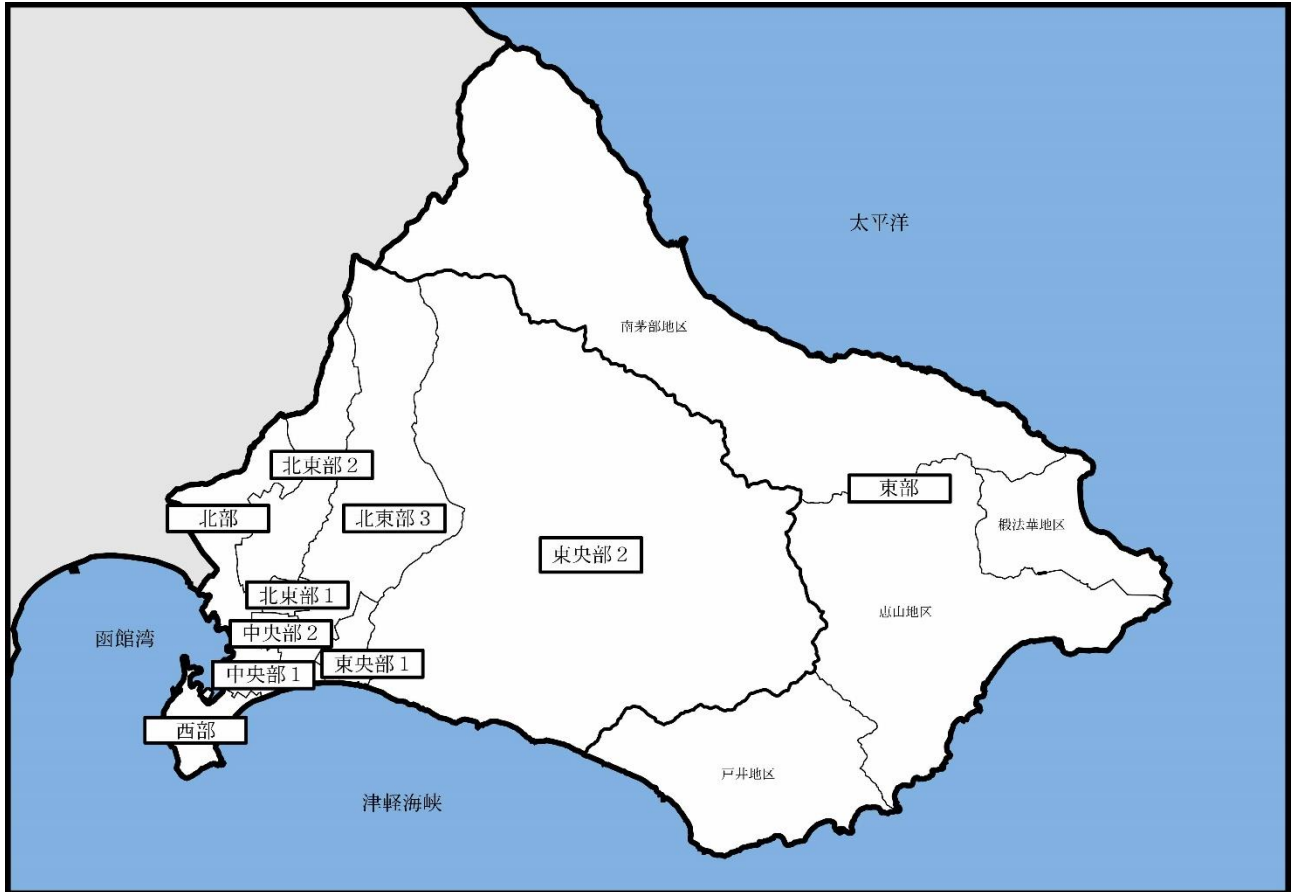 太平洋
南茅部地区
北東部2
東部
北部
北東部3
椴法華地区
東央部2
北東部1
恵山地区
中央部2
函館湾
東央部1
中央部1
西部
戸井地区
津軽海峡